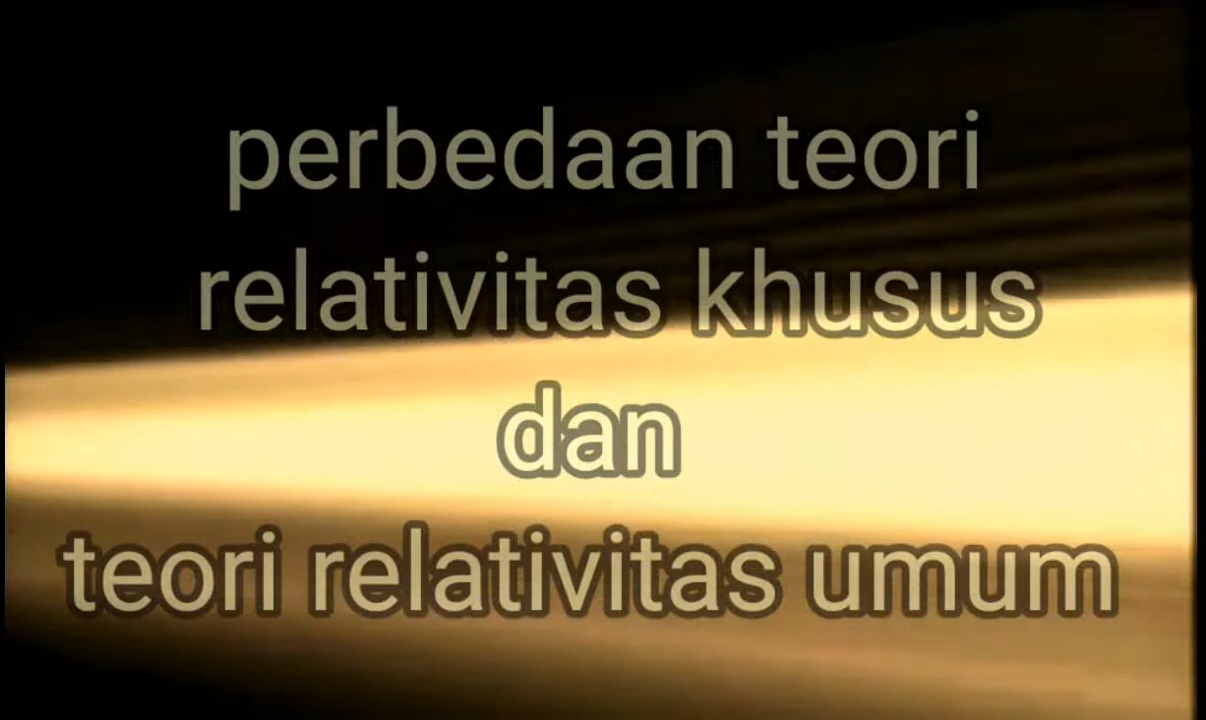 perbedaan teori
relativitas khusus
dan
teori relativitas umum